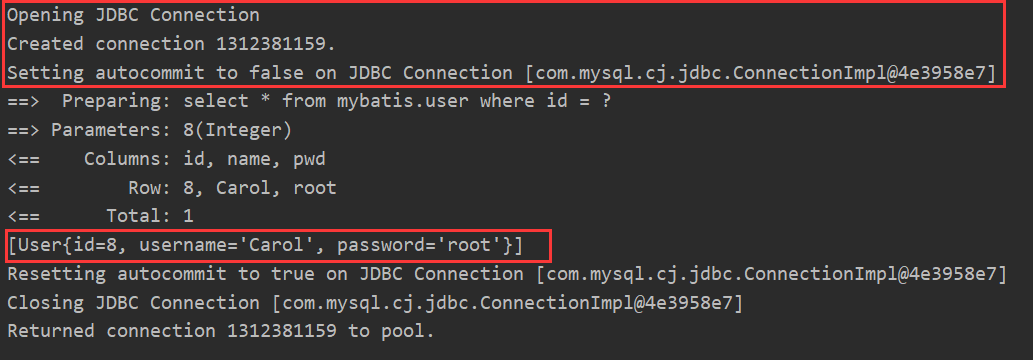 Opening JDBC Connection
Created connection 1312381159.
Setting autocommit to false on JDBC Connection [com.mysql.cj.jdbc.ConnectionImpl@4e3958e7]
==>  Preparing: select * from mybatis.user where id = ?
==> Parameters: 8(Integer)
<==    Columns: id, name, pwd
<==        Row: 8, Carol, root
<==      Total: 1
[User{id=8, username='Carol', password='root'}]
Resetting autocommit to true on JDBC Connection [com.mysql.cj.jdbc.ConnectionImpl@4e3958e7]
Closing JDBC Connection [com.mysql.cj.jdbc.ConnectionImpl@4e3958e7]
Returned connection 1312381159 to pool.